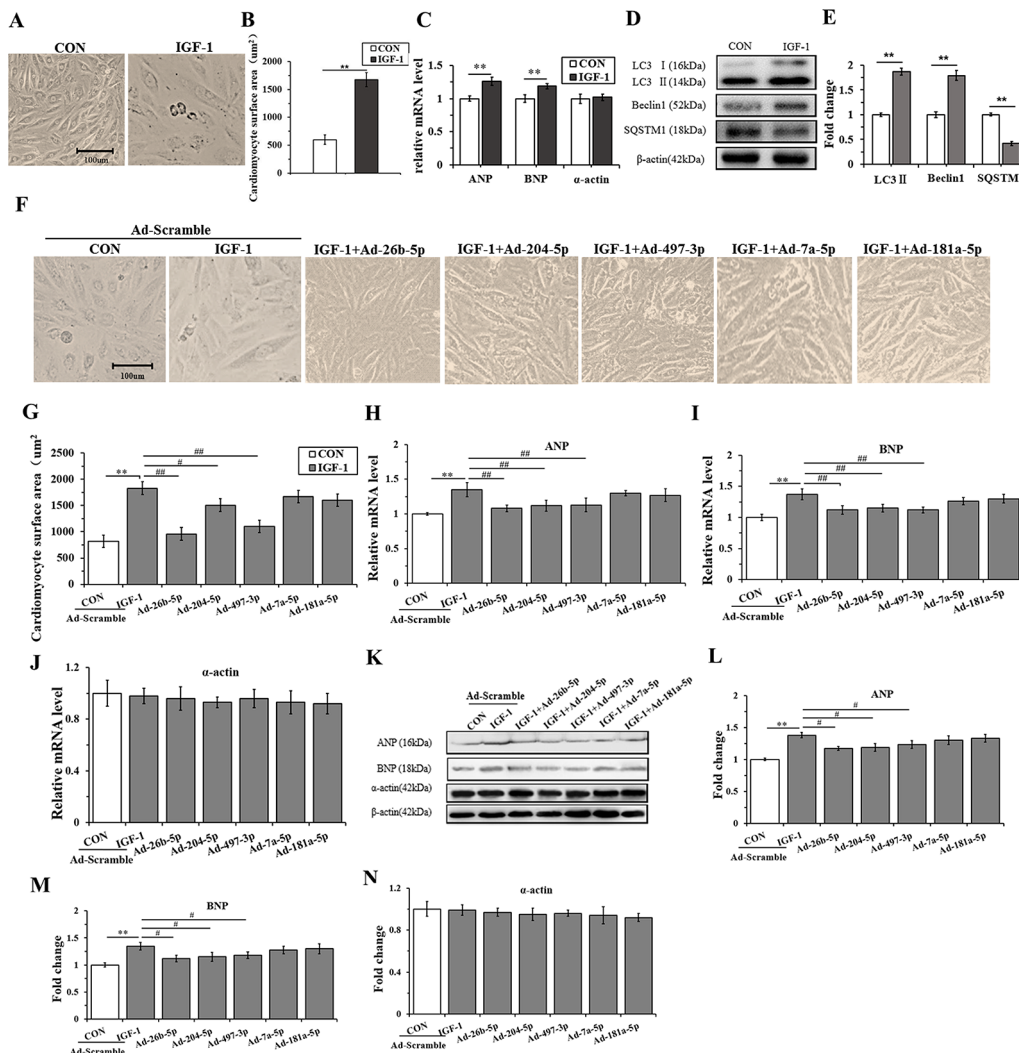 A
CON
IGF-1
100um
B
Cardiomyocyte surface area（um²
2000
1500
1000
500
0
CON
IGF-1
**
C
relative mRNA level
2
1.5
1
0.5
0
CON
IGF-1
**
**
ANP
BNP
α-actin
D
CON
IGF-1
LC3 Ⅰ (16kDa)
LC3 Ⅱ (14kDa)
Beclin1 (52kDa)
SQSTM1 (18kDa)
β-actin(42kDa)
E
Fold change
2
1.5
1
0.5
0
**
**
**
LC3Ⅱ
Beclin1
SQSTM
F
Ad-Scramble
CON
IGF-1
IGF-1+Ad-26b-5p
IGF-1+Ad-204-5p
IGF-1+Ad-497-3p
IGF-1+Ad-7a-5p
IGF-1+Ad-181a-5p
100um
G
Cardiomyocyte surface area（um²
2500
2000
1750
1500
1000
750
500
250
0
CON
IGF-1
##
#
**
##
CON
IGF-1
Ad-26b-5p
Ad-204-5p
Ad-497-3p
Ad-7a-5p
Ad-181a-5p
Ad-Scramble
H
ANP
Relative mRNA level
2
1.5
1
0.5
0
##
##
**
##
CON
IGF-1
Ad-26b-5p
Ad-204-5p
Ad-497-3p
Ad-7a-5p
Ad-181a-5p
Ad-Scramble
I
BNP
Relative mRNA level
2
1.5
1
0.5
0
##
##
**
##
CON
IGF-1
Ad-26b-5p
Ad-204-5p
Ad-497-3p
Ad-7a-5p
Ad-181a-5p
Ad-Scramble
J
α-actin
Relative mRNA level
1.2
0.8
0.4
0
CON
IGF-1
Ad-26b-5p
Ad-204-5p
Ad-497-3p
Ad-7a-5p
Ad-181a-5p
Ad-Scramble
K
Ad-Scramble
CON
IGF-1
IGF-1+Ad-26b-5p
IGF-1+Ad-204-5p
IGF-1+Ad-497-3p
IGF-1+Ad-7a-5p
IGF-1+Ad-181a-5p
ANP (16kDa)
BNP (18kDa)
α-actin(42kDa)
β-actin(42kDa)
L
ANP
Fold change
2
1.5
1
0.5
0
#
#
**
#
CON
IGF-1
Ad-26b-5p
Ad-204-5p
Ad-497-3p
Ad-7a-5p
Ad-181a-5p
Ad-Scramble
M
BNP
Fold change
2
1.5
1
0.5
0
#
#
**
#
CON
IGF-1
Ad-26b-5p
Ad-204-5p
Ad-497-3p
Ad-7a-5p
Ad-181a-5p
Ad-Scramble
N
α-actin
Fold change
1.2
0.9
0.6
0.3
0
CON
IGF-1
Ad-26b-5p
Ad-204-5p
Ad-497-3p
Ad-7a-5p
Ad-181a-5p
Ad-Scramble